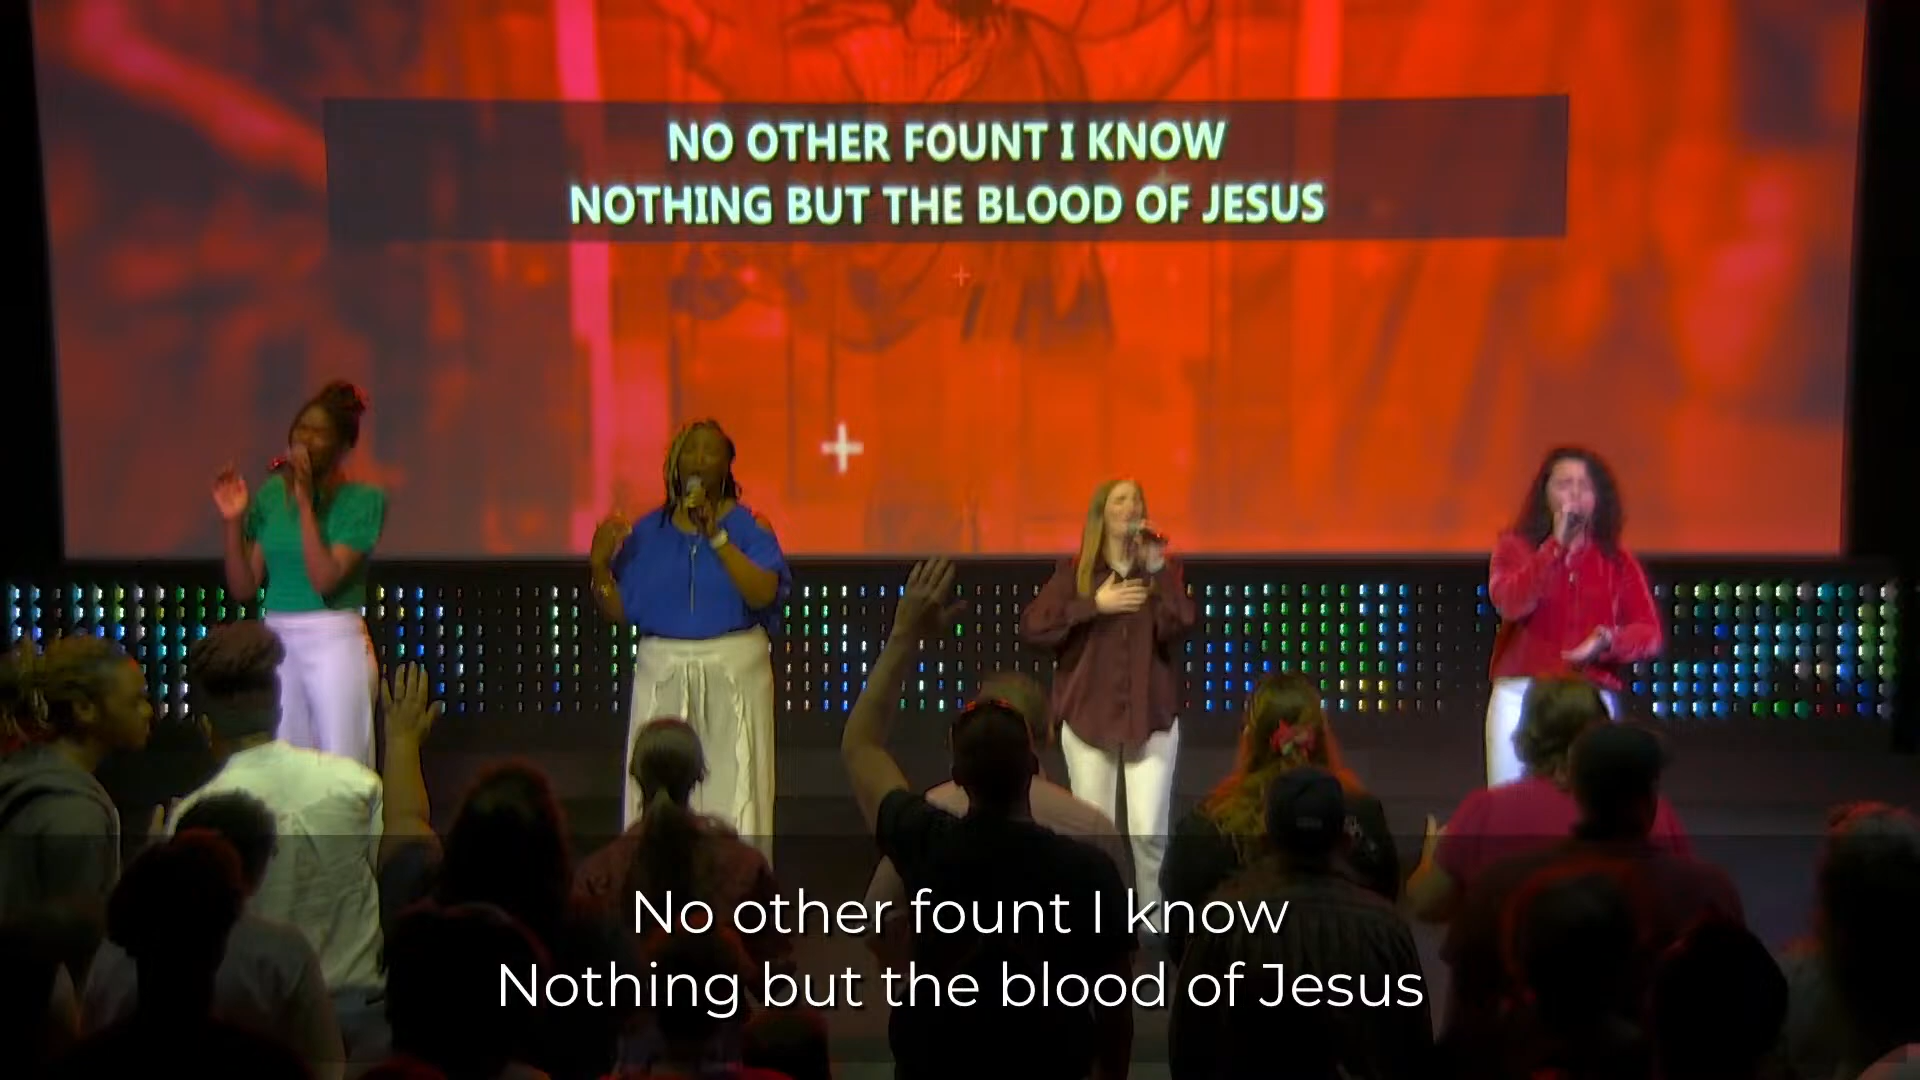 NO OTHER FOUNT I KNOW
NOTHING BUT THE BLOOD OF JESUS
No other fount I know
Nothing but the blood of Jesus